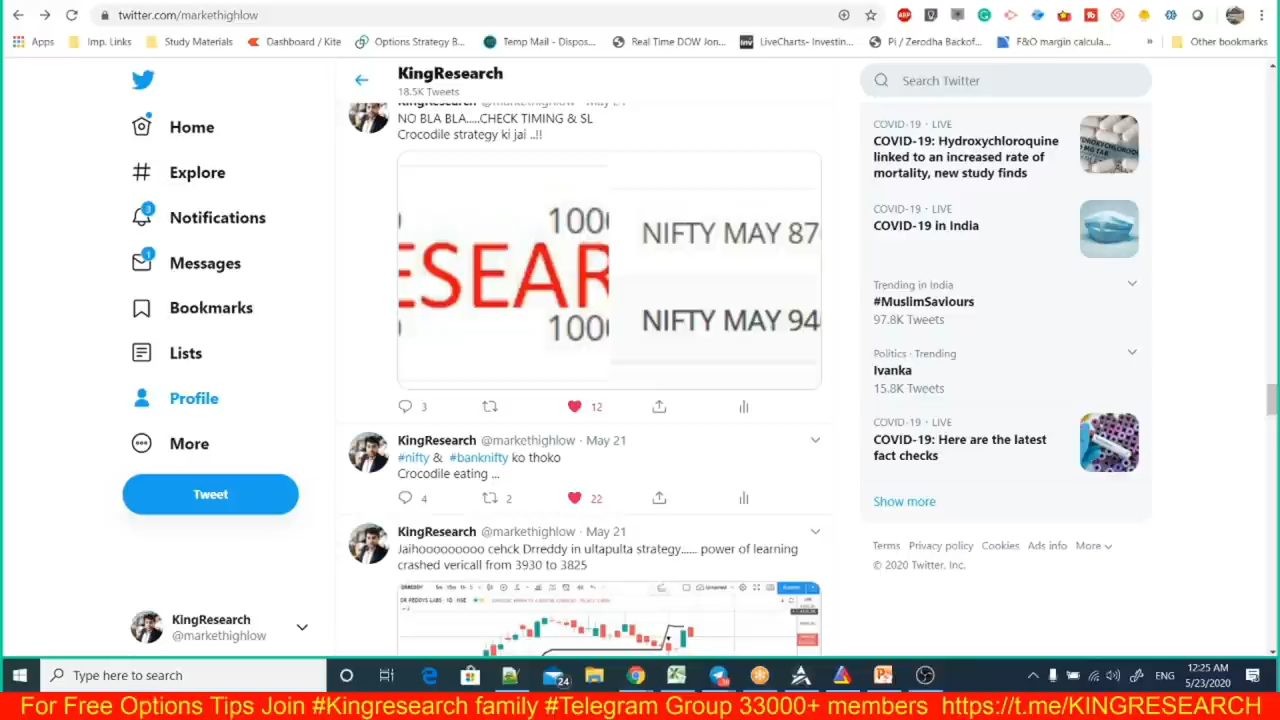 twitter.com/markethighlow
Apps
Imp. Links
Study Materials
Dashboard / Kite
Options Strategy B...
Temp Mail - Dispos...
Real Time DOW Jon...
LiveCharts- Investin...
Pi / Zerodha Backof...
F&O margin calcula...
»
Other bookmarks
Home
Explore
Notifications
3
Messages
1
Bookmarks
Lists
Profile
More
Tweet
KingResearch
@markethighlow
KingResearch
18.5K Tweets
KingResearch @markethighlow · May 21
NO BLA BLA.....CHECK TIMING & SL
Crocodile strategy ki jai ..!!
1000
ESEAR
1000
NIFTY MAY 87
NIFTY MAY 94
3
12
KingResearch @markethighlow · May 21
#nifty & #banknifty ko thoko
Crocodile eating ...
4
2
22
KingResearch @markethighlow · May 21
Jaihooooooooo cehck Drreddy in ultapulta strategy...... power of learning
crashed vericall from 3930 to 3825
Search Twitter
COVID-19 · LIVE
COVID-19: Hydroxychloroquine
linked to an increased rate of
mortality, new study finds
COVID-19 · LIVE
COVID-19 in India
Trending in India
#MuslimSaviours
97.8K Tweets
Politics · Trending
Ivanka
15.8K Tweets
COVID-19 · LIVE
COVID-19: Here are the latest
fact checks
Show more
Terms Privacy policy Cookies Ads info More
© 2020 Twitter, Inc.
Type here to search
24
ENG
12:25 AM
5/23/2020
For Free Options Tips Join #Kingresearch family #Telegram Group 33000+ members https://t.me/KINGRESEARCH